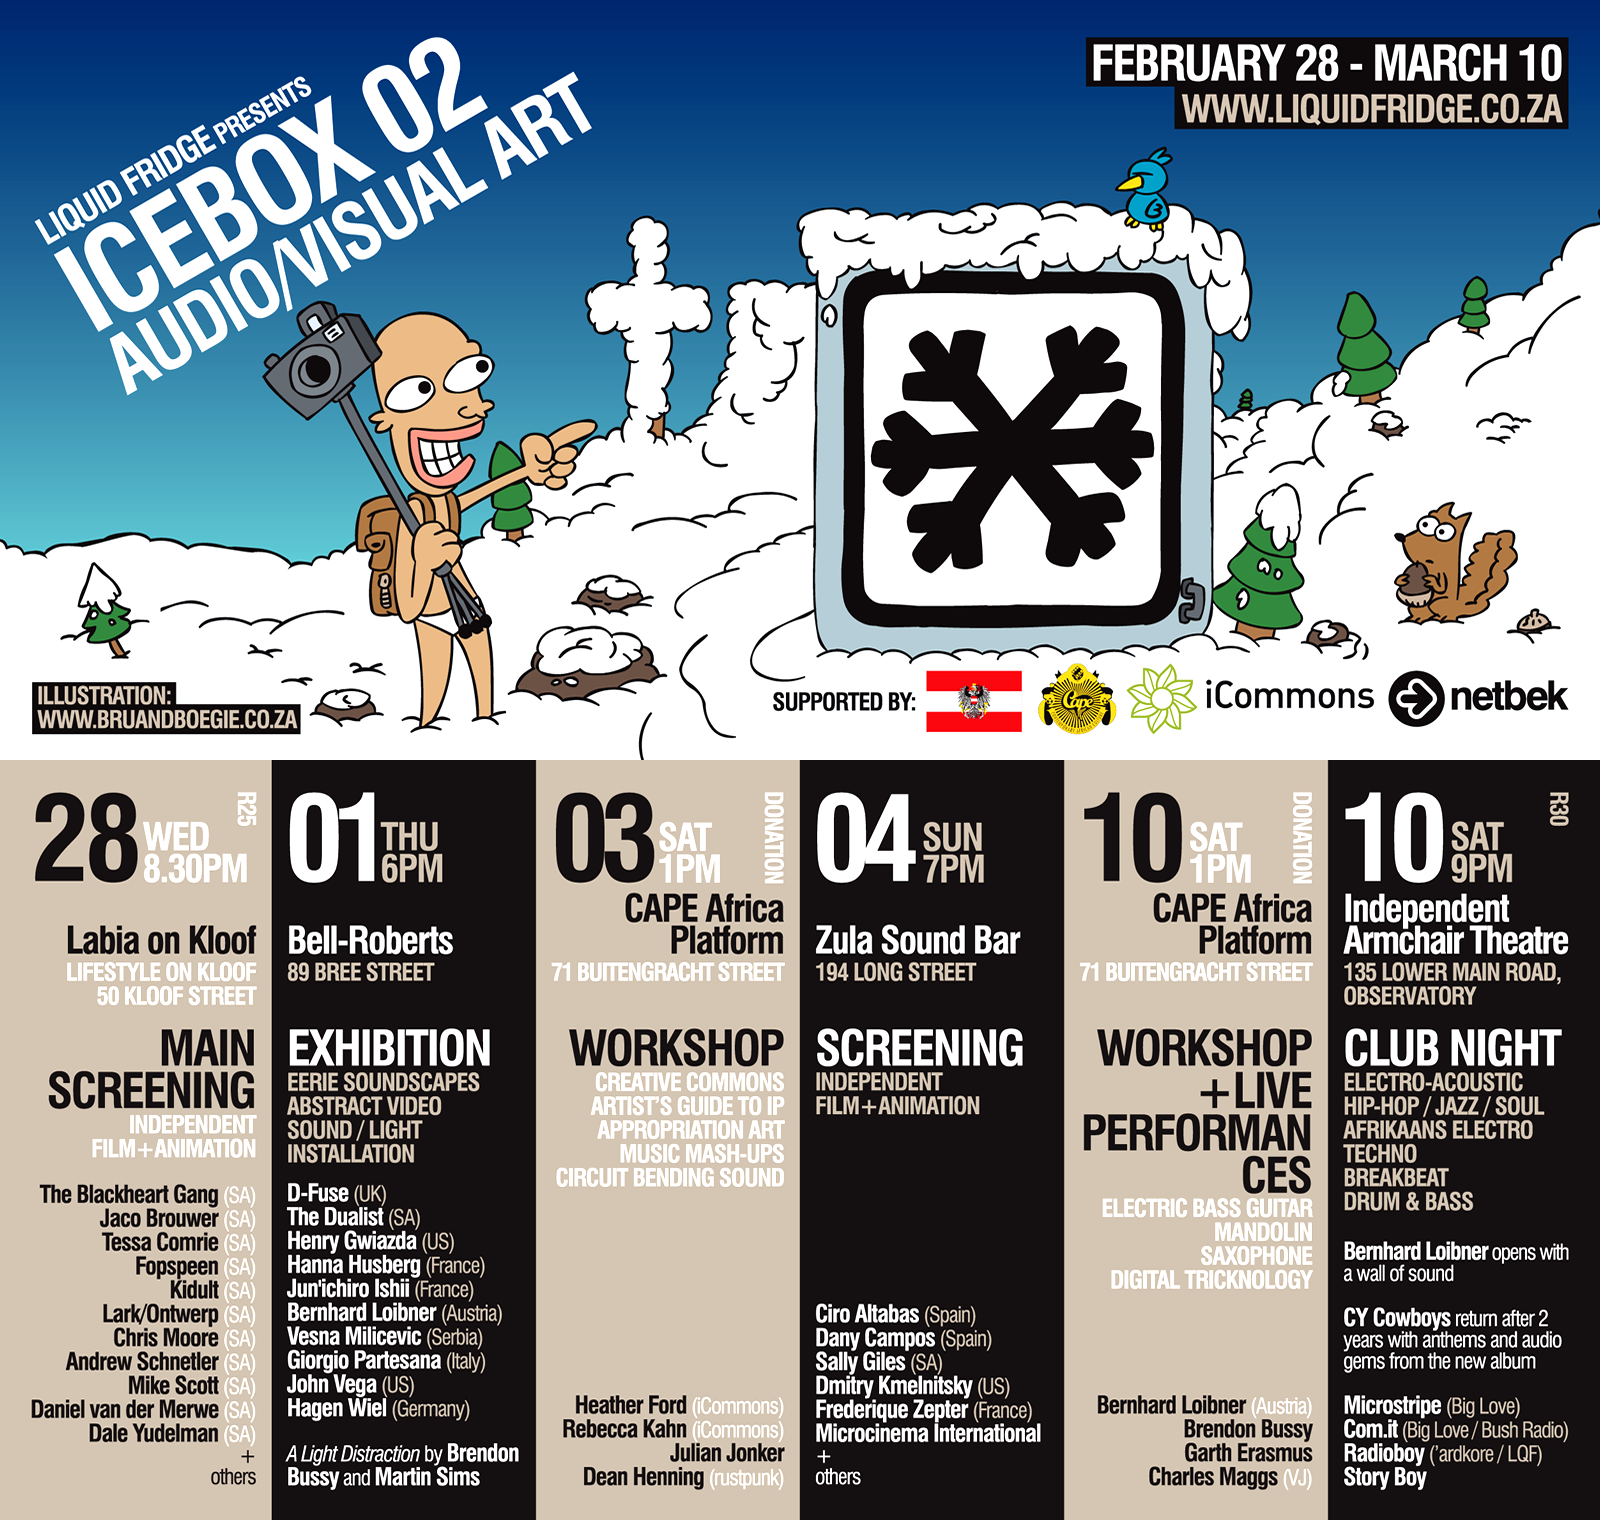 LIQUID FRIDGE PRESENTS
ICEBOX 02
AUDIO/VISUAL ART
FEBRUARY 28 - MARCH 10
WWW.LIQUIDFRIDGE.CO.ZA
ILLUSTRATION:
WWW.BRUANDBOEGIE.CO.ZA
SUPPORTED BY:
Cape
iCommons
netbek
28 WED
8.30PM
R25
Labia on Kloof
LIFESTYLE ON KLOOF
50 KLOOF STREET
MAIN
SCREENING
INDEPENDENT
FILM+ANIMATION
The Blackheart Gang (SA)
Jaco Brouwer (SA)
Tessa Comrie (SA)
Fopspeen (SA)
Kidult (SA)
Lark/Ontwerp (SA)
Chris Moore (SA)
Andrew Schnetler (SA)
Mike Scott (SA)
Daniel van der Merwe (SA)
Dale Yudelman (SA)
+
others
01 THU
6PM
Bell-Roberts
89 BREE STREET
EXHIBITION
EERIE SOUNDSCAPES
ABSTRACT VIDEO
SOUND / LIGHT
INSTALLATION
D-Fuse (UK)
The Dualist (SA)
Henry Gwiazda (US)
Hanna Husberg (France)
Jun'ichiro Ishii (France)
Bernhard Loibner (Austria)
Vesna Milicevic (Serbia)
Giorgio Partesana (Italy)
John Vega (US)
Hagen Wiel (Germany)
A Light Distraction by Brendon
Bussy and Martin Sims
03 SAT
1PM
DONATION
CAPE Africa
Platform
71 BUITENGRACHT STREET
WORKSHOP
CREATIVE COMMONS
ARTIST'S GUIDE TO IP
APPROPRIATION ART
MUSIC MASH-UPS
CIRCUIT BENDING SOUND
Heather Ford (iCommons)
Rebecca Kahn (iCommons)
Julian Jonker
Dean Henning (rustpunk)
04 SUN
7PM
Zula Sound Bar
194 LONG STREET
SCREENING
INDEPENDENT
FILM+ANIMATION
Ciro Altabas (Spain)
Dany Campos (Spain)
Sally Giles (SA)
Dmitry Kmelnitsky (US)
Frederique Zepter (France)
Microcinema International
+
others
10 SAT
1PM
DONATION
CAPE Africa
Platform
71 BUITENGRACHT STREET
WORKSHOP
+LIVE
PERFORMAN
CES
ELECTRIC BASS GUITAR
MANDOLIN
SAXOPHONE
DIGITAL TRICKNOLOGY
Bernhard Loibner (Austria)
Brendon Bussy
Garth Erasmus
Charles Maggs (VJ)
10 SAT
9PM
R30
Independent
Armchair Theatre
135 LOWER MAIN ROAD,
OBSERVATORY
CLUB NIGHT
ELECTRO-ACOUSTIC
HIP-HOP / JAZZ / SOUL
AFRIKAANS ELECTRO
TECHNO
BREAKBEAT
DRUM & BASS
Bernhard Loibner opens with
a wall of sound
CY Cowboys return after 2
years with anthems and audio
gems from the new album
Microstripe (Big Love)
Com.it (Big Love / Bush Radio)
Radioboy ('ardkore / LQF)
Story Boy